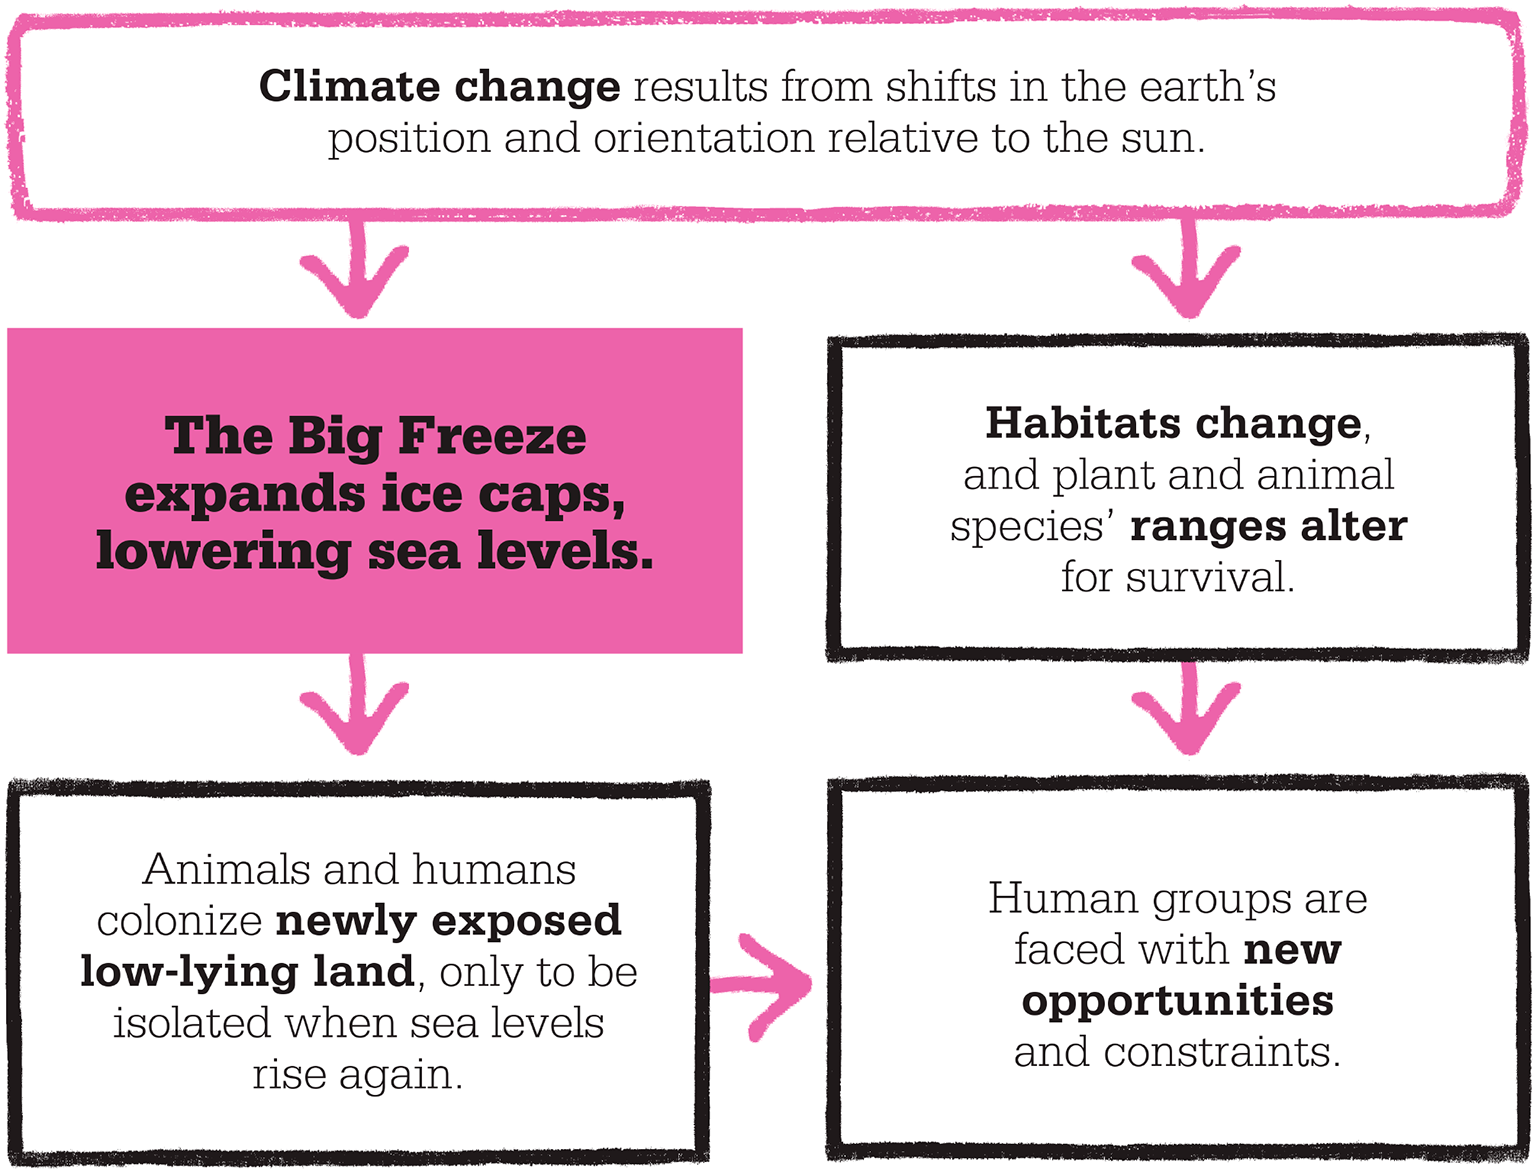 Climate change results from shifts in the earth’s
position and orientation relative to the sun.
The Big Freeze
expands ice caps,
lowering sea levels.
Habitats change,
and plant and animal
species’ ranges alter
for survival.
Animals and humans
colonize newly exposed
low-lying land, only to be
isolated when sea levels
rise again.
Human groups are
faced with new
opportunities
and constraints.